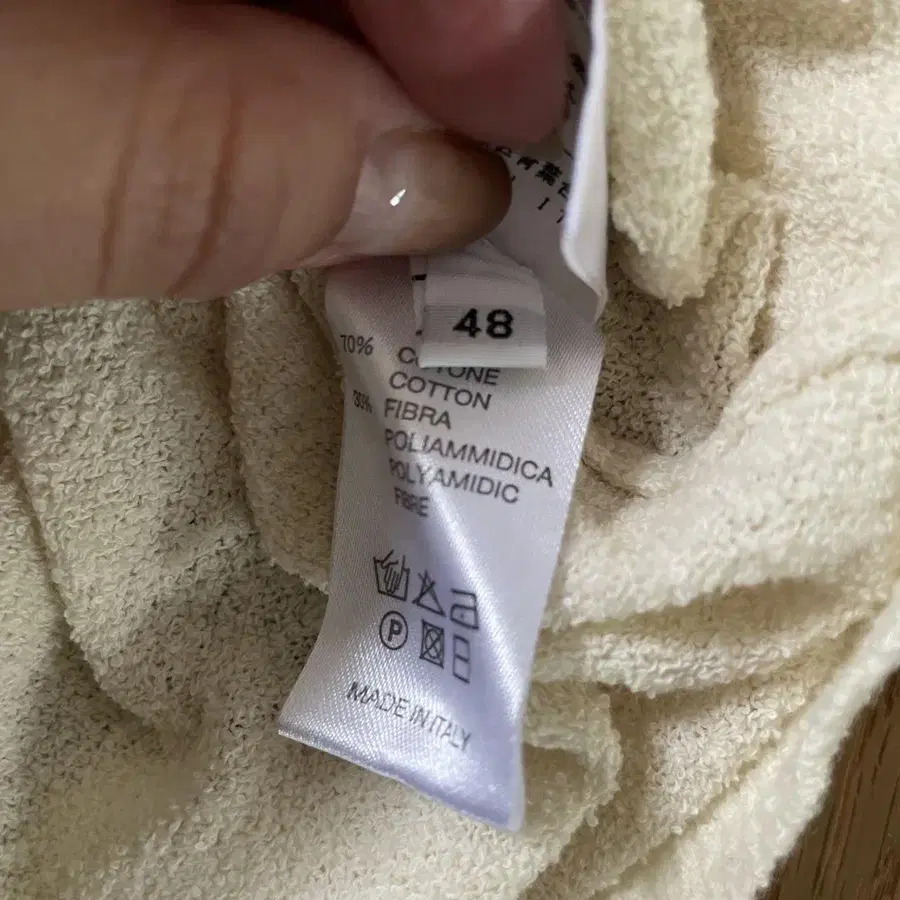 48
70% COTONE
COTTON
30% FIBRA
POLIAMMIDICA
POLYAMIDIC
FIBRE
P
MADE IN ITALY